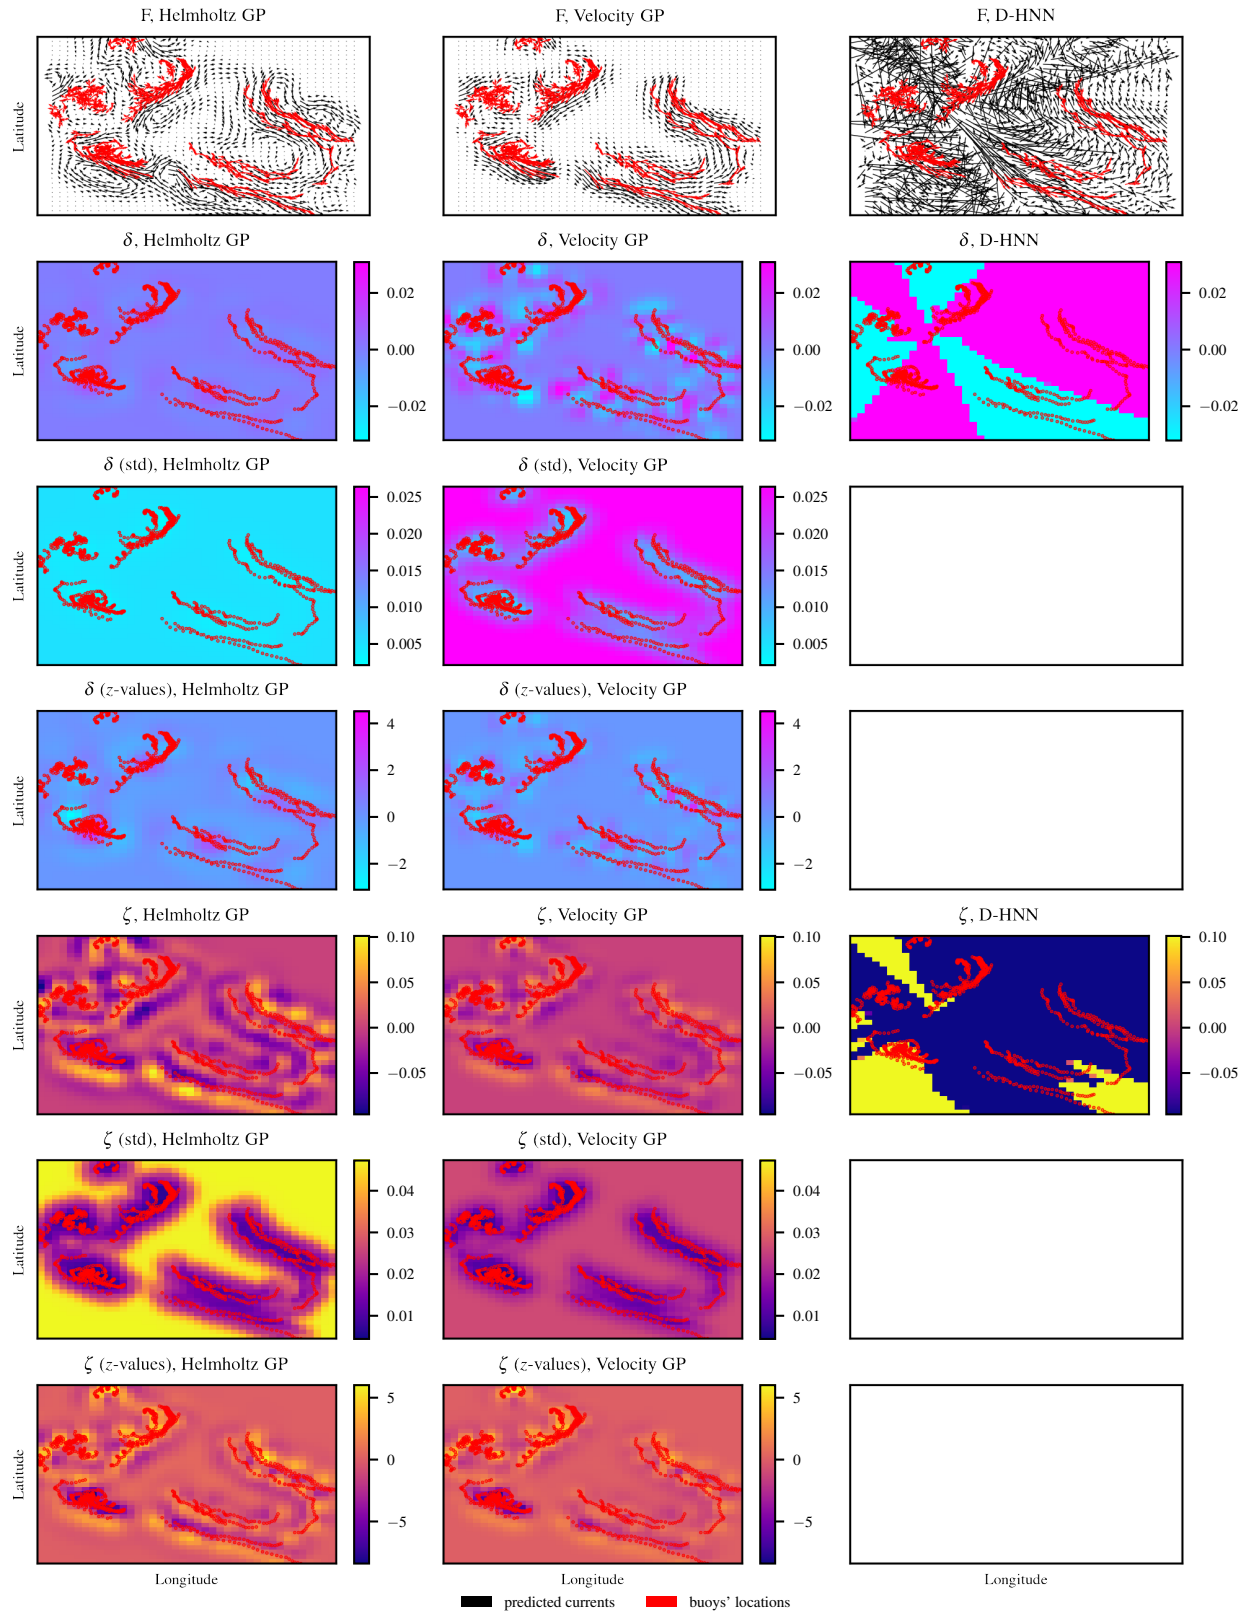 F, Helmholtz GP
F, Velocity GP
F, D-HNN
Latitude
δ, Helmholtz GP
δ, Velocity GP
δ, D-HNN
Latitude
0.02
0.00
−0.02
0.02
0.00
−0.02
0.02
0.00
−0.02
δ (std), Helmholtz GP
δ (std), Velocity GP
Latitude
0.025
0.020
0.015
0.010
0.005
0.025
0.020
0.015
0.010
0.005
δ (z-values), Helmholtz GP
δ (z-values), Velocity GP
Latitude
4
2
0
−2
4
2
0
−2
ζ, Helmholtz GP
ζ, Velocity GP
ζ, D-HNN
Latitude
0.10
0.05
0.00
−0.05
0.10
0.05
0.00
−0.05
0.10
0.05
0.00
−0.05
ζ (std), Helmholtz GP
ζ (std), Velocity GP
Latitude
0.04
0.03
0.02
0.01
0.04
0.03
0.02
0.01
ζ (z-values), Helmholtz GP
ζ (z-values), Velocity GP
Latitude
5
0
−5
5
0
−5
Longitude
Longitude
Longitude
predicted currents
buoys' locations